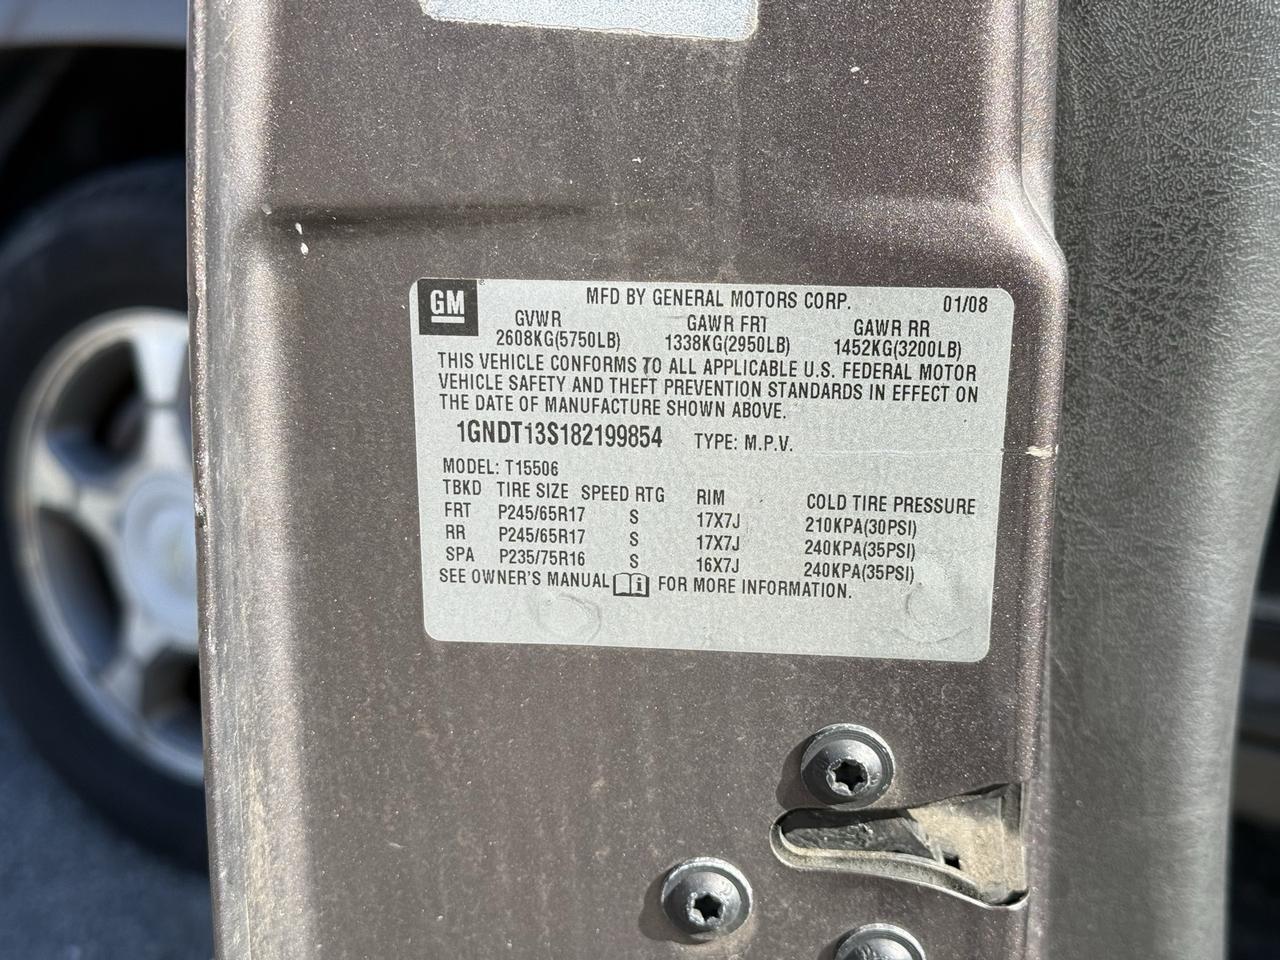 GM MFD BY GENERAL MOTORS CORP. 01/08
GVWR GAWR FRT GAWR RR
2608KG(5750LB) 1338KG(2950LB) 1452KG(3200LB)
THIS VEHICLE CONFORMS TO ALL APPLICABLE U.S. FEDERAL MOTOR
VEHICLE SAFETY AND THEFT PREVENTION STANDARDS IN EFFECT ON
THE DATE OF MANUFACTURE SHOWN ABOVE.
1GNDT13S182199854 TYPE: M.P.V.
MODEL: T15506
TBKD TIRE SIZE SPEED RTG RIM COLD TIRE PRESSURE
FRT P245/65R17 S 17X7J 210KPA(30PSI)
RR P245/65R17 S 17X7J 240KPA(35PSI)
SPA P235/75R16 S 16X7J 240KPA(35PSI)
SEE OWNER'S MANUAL FOR MORE INFORMATION.